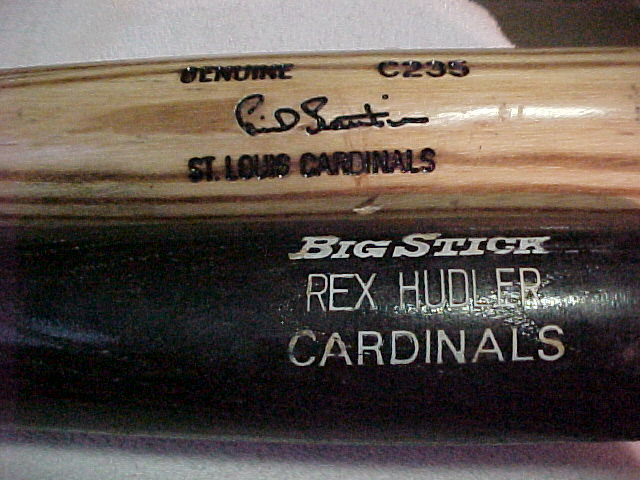 GENUINE C235
ST. LOUIS CARDINALS
BIG STICK
REX HUDLER
CARDINALS